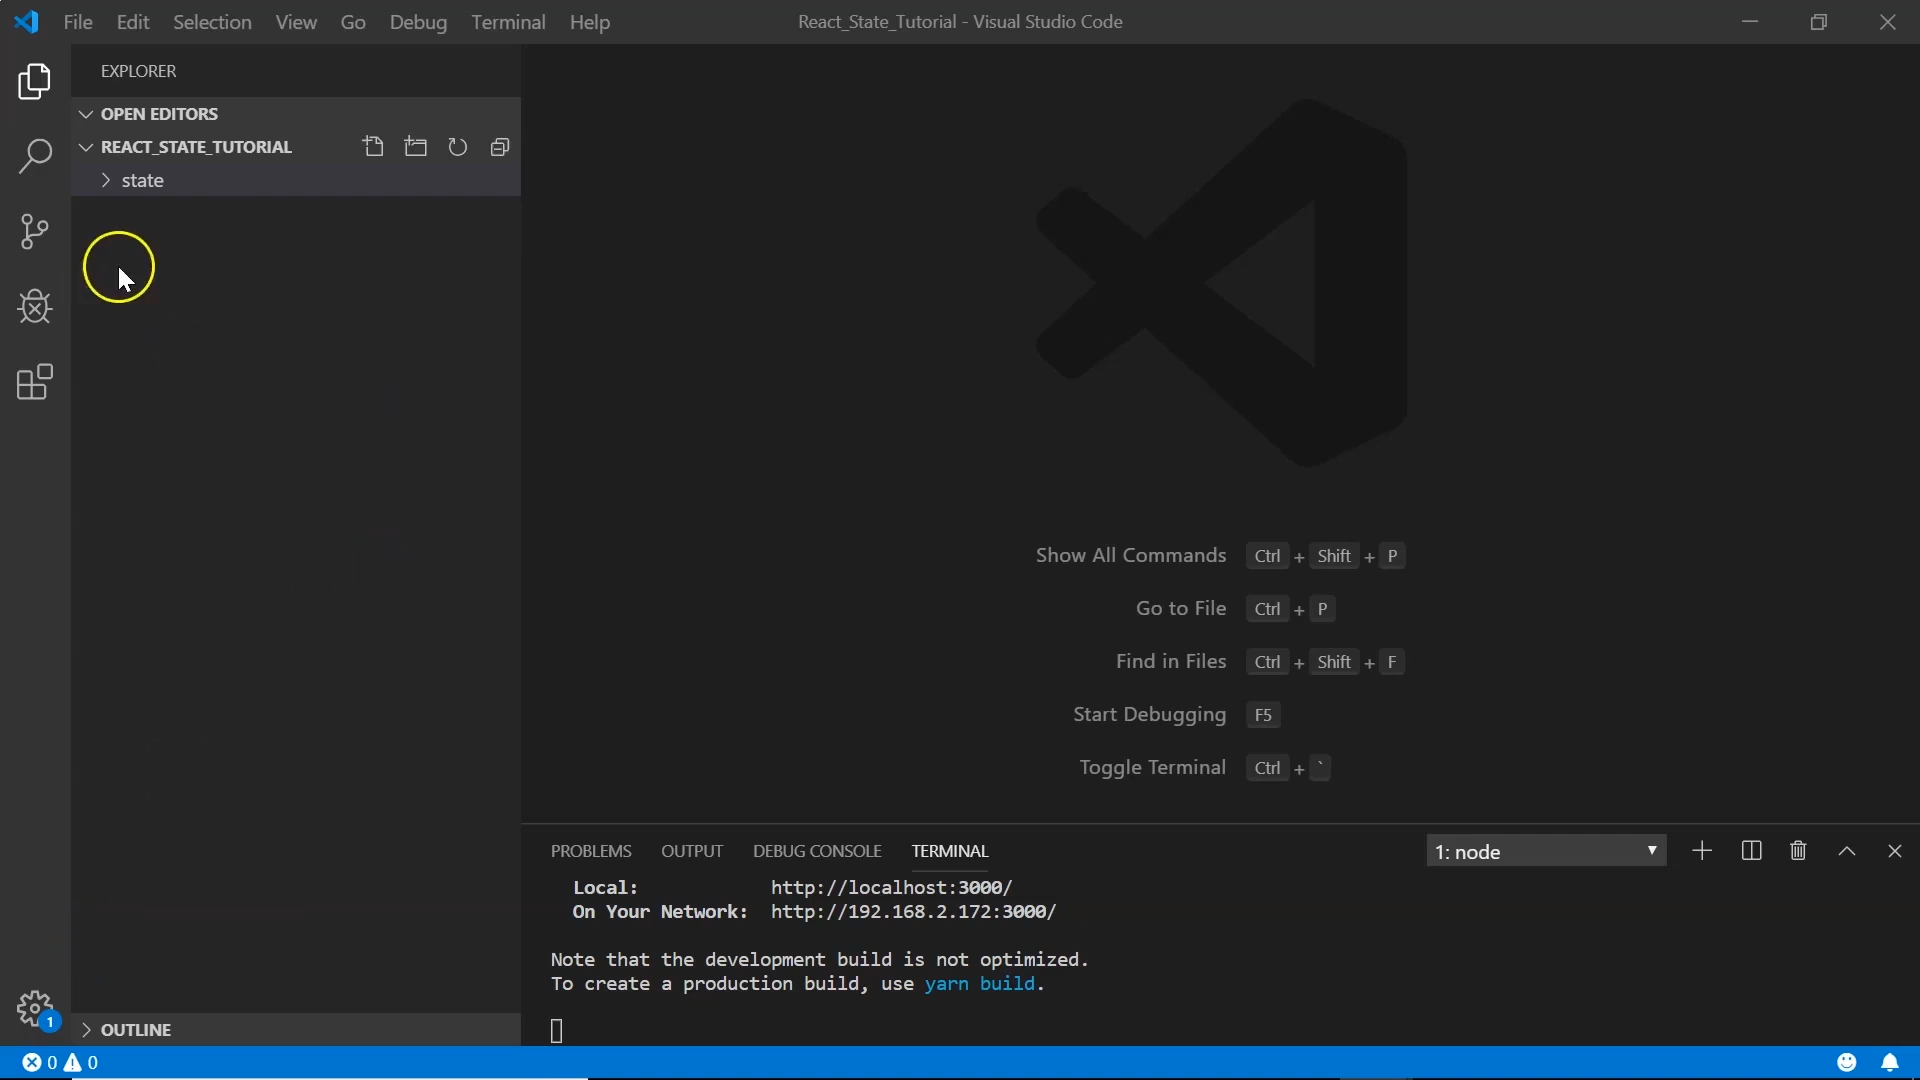 File Edit Selection View Go Debug Terminal Help
React_State_Tutorial - Visual Studio Code
EXPLORER
OPEN EDITORS
REACT_STATE_TUTORIAL
state
Show All Commands Ctrl + Shift + P
Go to File Ctrl + P
Find in Files Ctrl + Shift + F
Start Debugging F5
Toggle Terminal Ctrl + `
PROBLEMS OUTPUT DEBUG CONSOLE TERMINAL
1: node
Local: http://localhost:3000/
On Your Network: http://192.168.2.172:3000/
Note that the development build is not optimized.
To create a production build, use yarn build.
1
OUTLINE
0 0